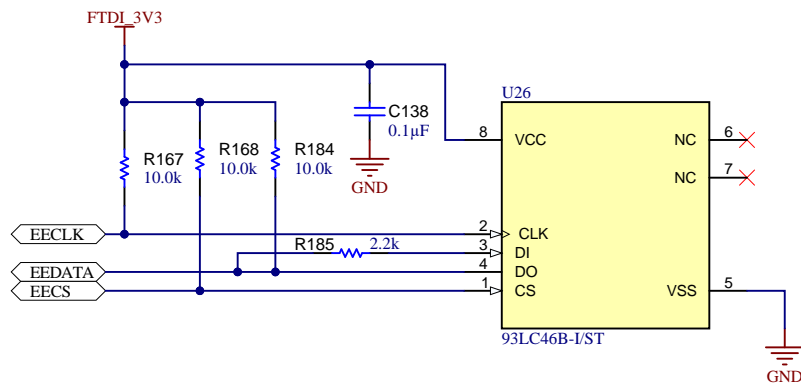 FTDI_3V3
U26
C138
0.1µF
8
VCC
NC
6
R167
10.0k
R168
10.0k
R184
10.0k
GND
NC
7
EECLK
2
CLK
R185
2.2k
3
DI
EEDATA
4
DO
EECS
1
CS
VSS
5
93LC46B-I/ST
GND